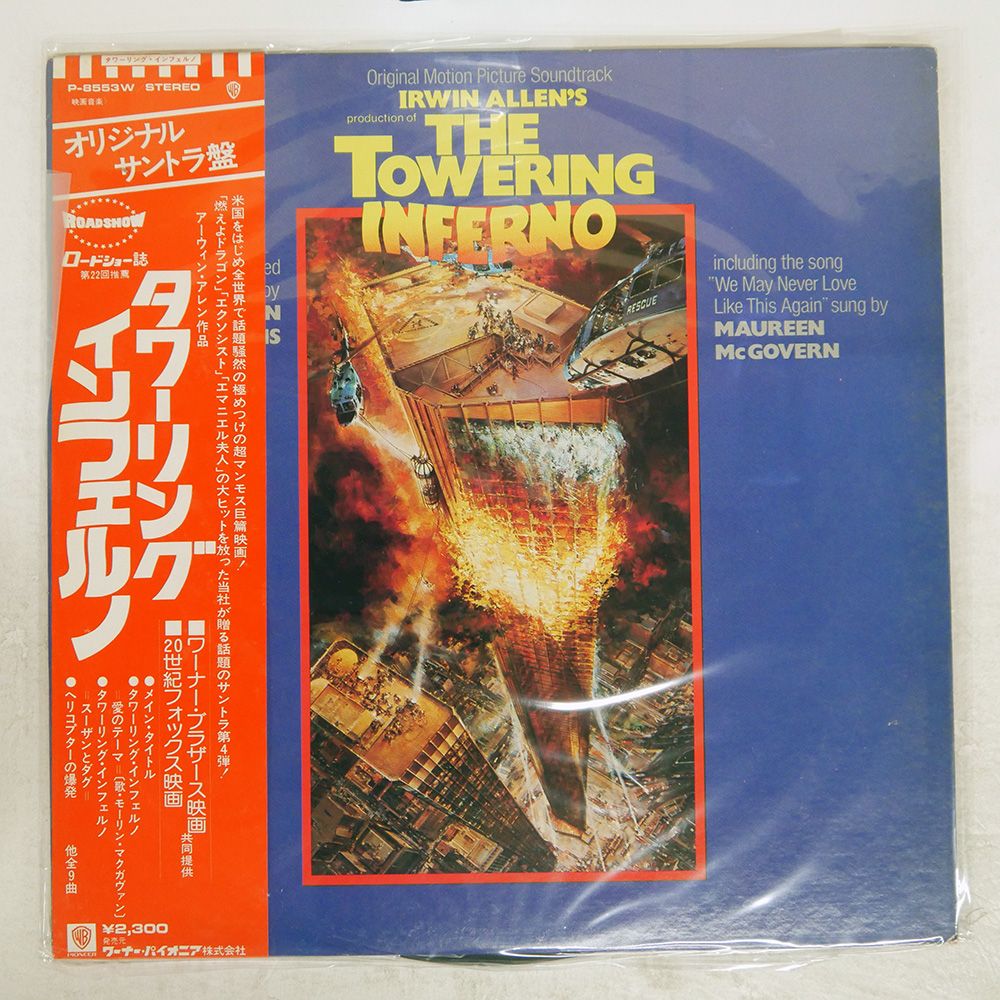 タワーリング・インフェルノ
P-8553W STEREO
映画音楽
オリジナル
サントラ盤
ROADSHOW
ロードショー誌
第22回推薦
タワーリング
インフェルノ
米国をはじめ全世界で話題騒然の極めつけの超マンモス巨篇映画!
「燃えよドラゴン」「エクソシスト」「エマニエル夫人」の大ヒットを放った当社が贈る話題のサントラ第4弾!
アーウィン・アレン作品
■ワーナー・ブラザース映画
■20世紀フォックス映画
共同提供
●メイン・タイトル
●タワーリング・インフェルノ
=愛のテーマ=〔歌・モーリン・マクガヴァン〕
●タワーリング・インフェルノ
=スーザンとダグ=
●ヘリコプターの爆発
他全9曲
WB
PIONEER
¥2,300
発売元
ワーナー・パイオニア株式会社
Original Motion Picture Soundtrack
IRWIN ALLEN'S
production of
THE
TOWERING
INFERNO
ed
by
N
NS
including the song
"We May Never Love
Like This Again" sung by
MAUREEN
McGOVERN
RESCUE